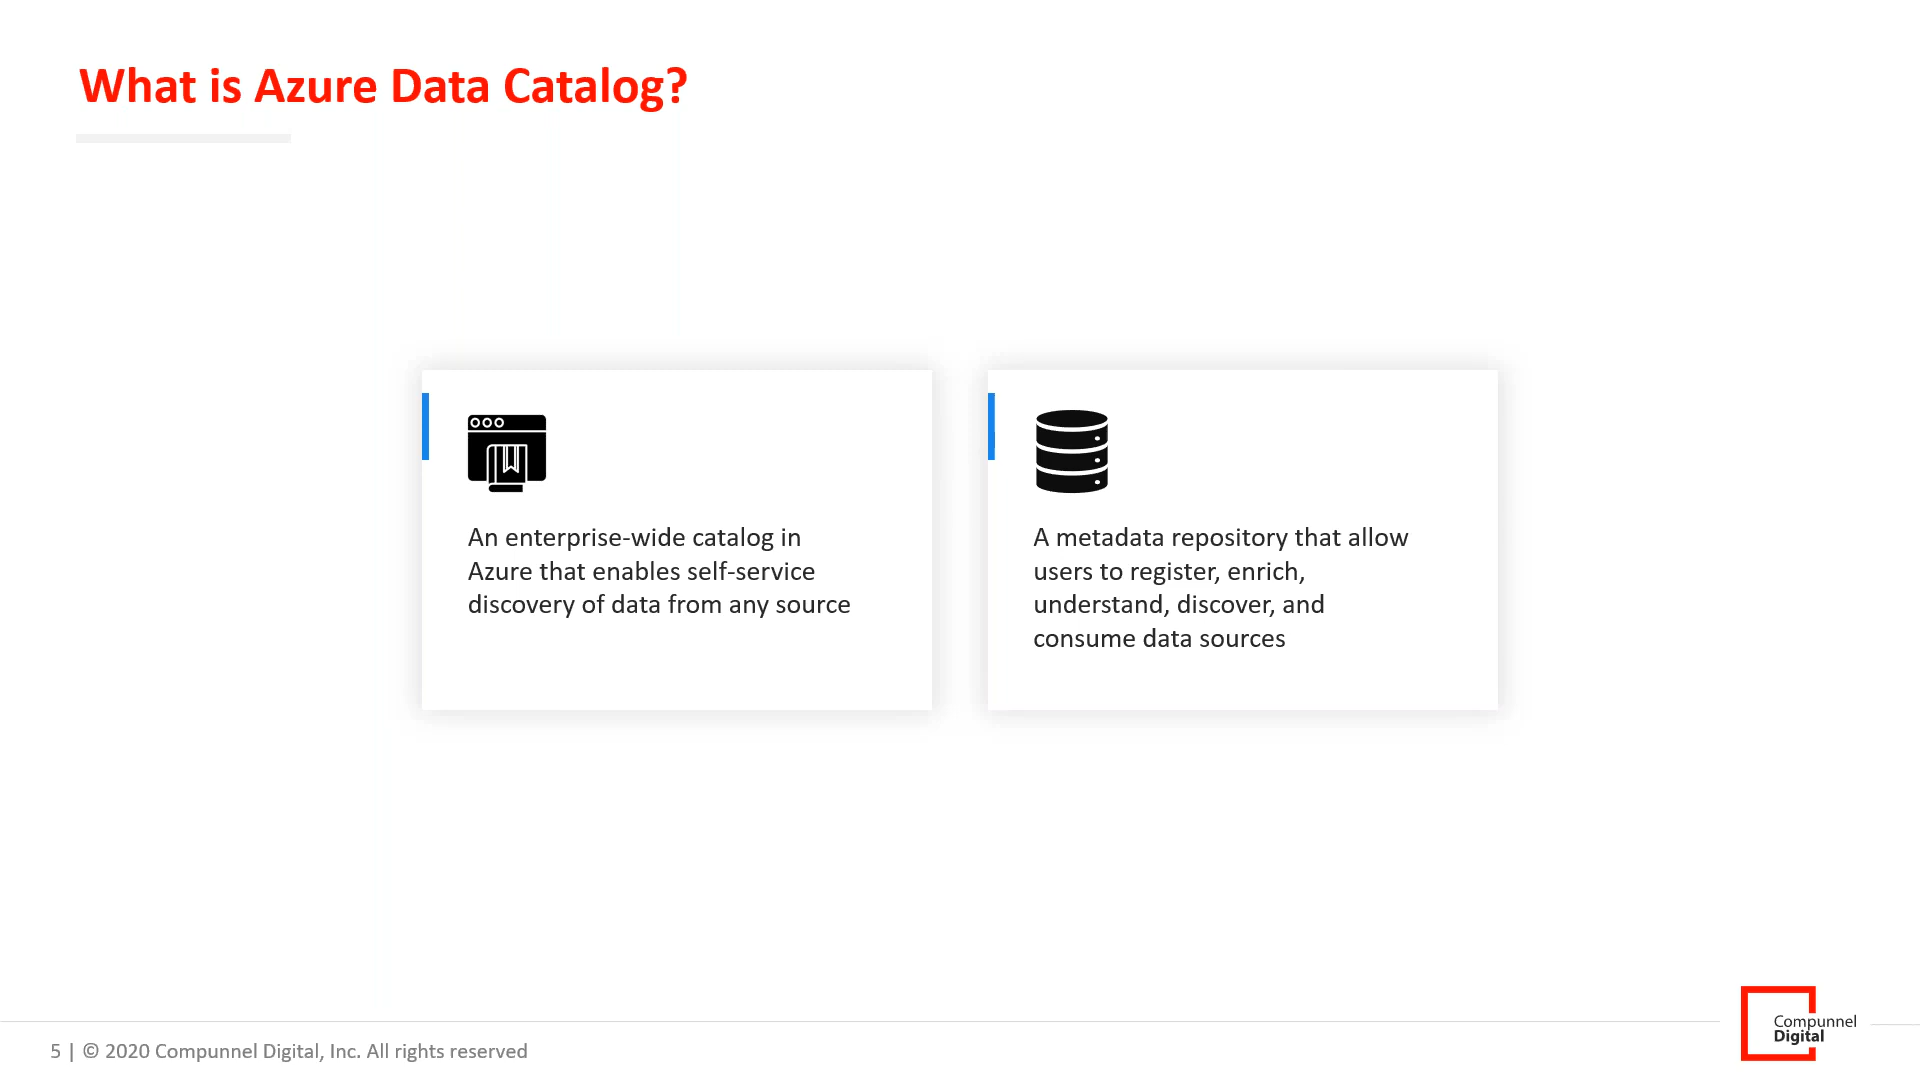 What is Azure Data Catalog?
An enterprise-wide catalog in
Azure that enables self-service
discovery of data from any source
A metadata repository that allow
users to register, enrich,
understand, discover, and
consume data sources
5 | © 2020 Compunnel Digital, Inc. All rights reserved
Compunnel
Digital